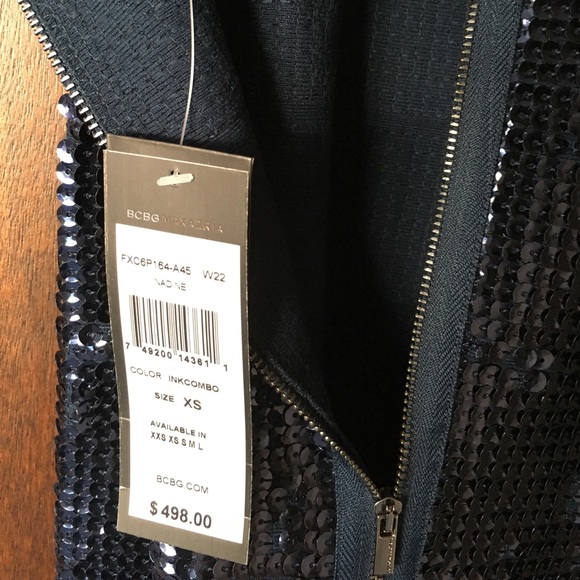 BCBGMAXAZRIA
FXC6P164-A45 W22
NADINE
7 49200 14361 1
COLOR INKCOMBO
SIZE XS
AVAILABLE IN
XXS XS S M L
BCBG.COM
$498.00